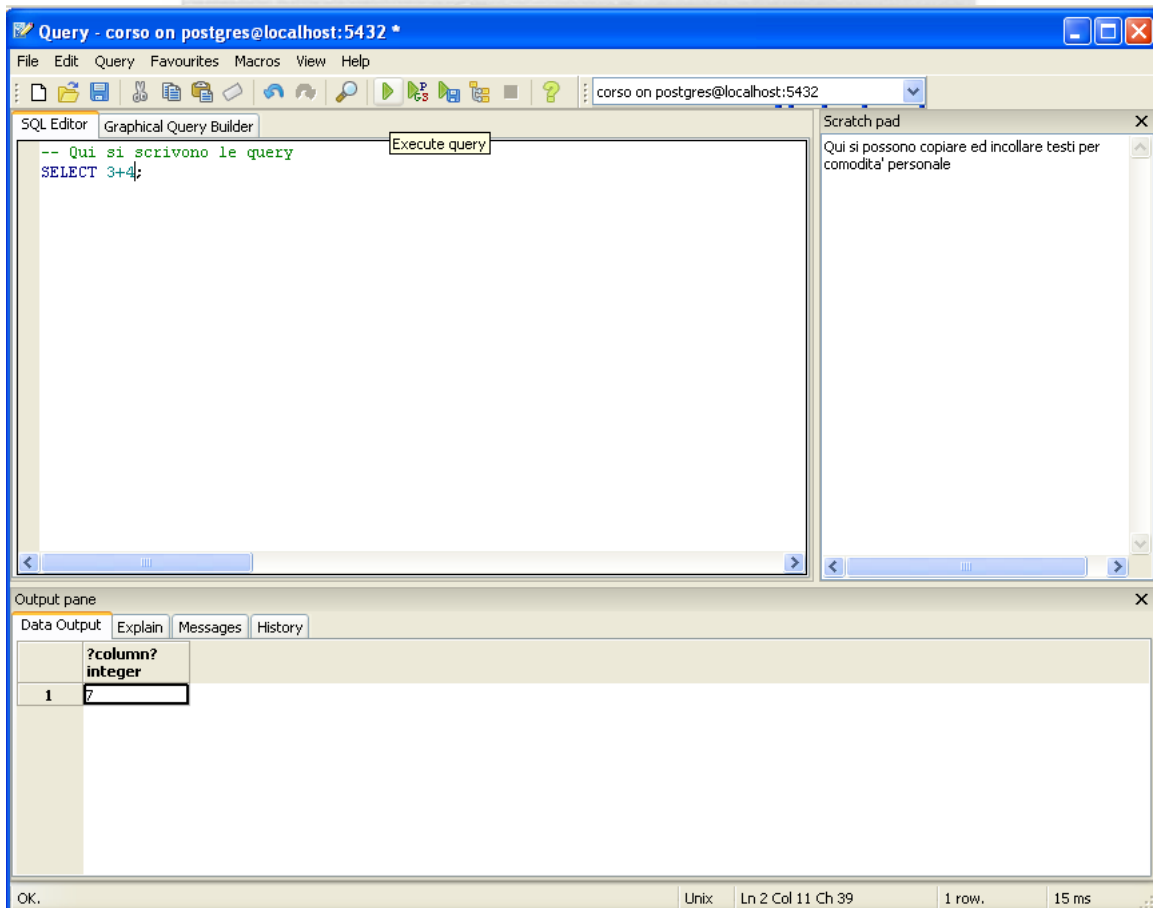 Query - corso on postgres@localhost:5432 *
File Edit Query Favourites Macros View Help
corso on postgres@localhost:5432
SQL Editor Graphical Query Builder
Execute query
-- Qui si scrivono le query
SELECT 3+4;
Scratch pad
Qui si possono copiare ed incollare testi per
comodita' personale
Output pane
Data Output Explain Messages History
?column?
integer
1 7
OK. Unix Ln 2 Col 11 Ch 39 1 row. 15 ms